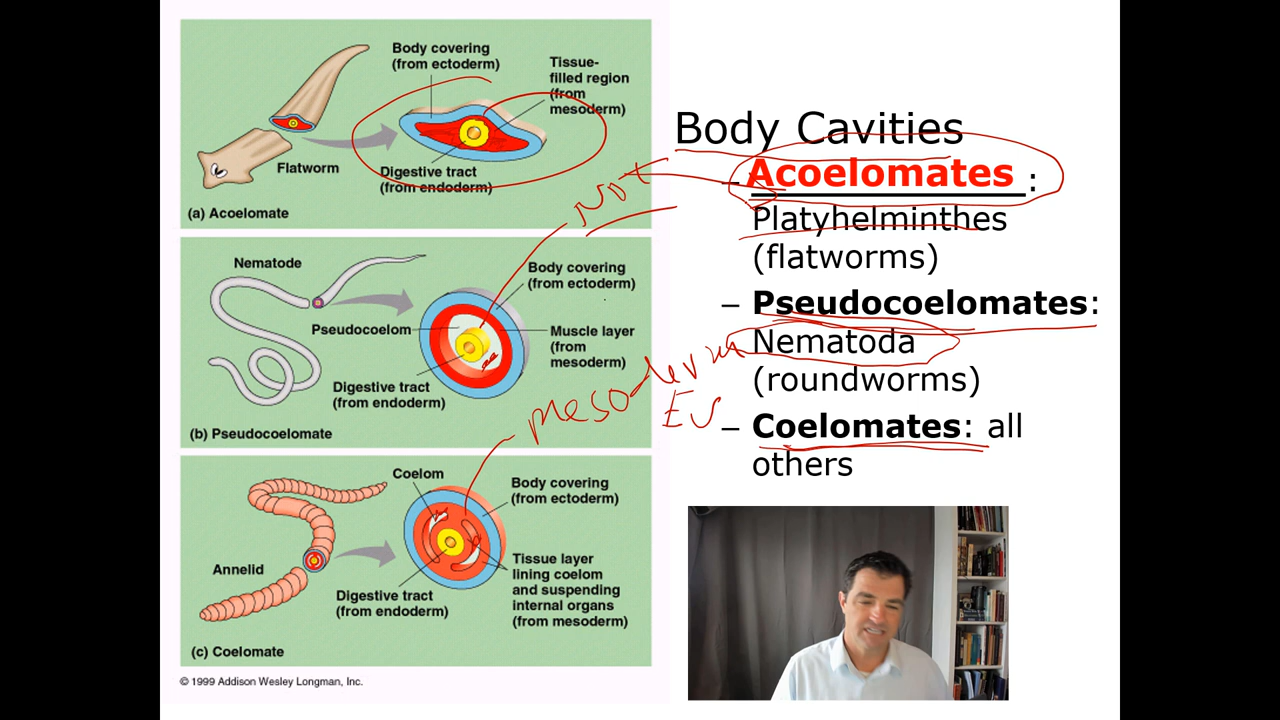 Body covering
(from ectoderm)
Tissue-
filled region
(from
mesoderm)
Flatworm
Digestive tract
(from endoderm)
(a) Acoelomate
Nematode
Body covering
(from ectoderm)
Pseudocoelom
Muscle layer
(from
mesoderm)
Digestive tract
(from endoderm)
(b) Pseudocoelomate
Coelom
Body covering
(from ectoderm)
Annelid
Digestive tract
(from endoderm)
Tissue layer
lining coelom
and suspending
internal organs
(from mesoderm)
(c) Coelomate
© 1999 Addison Wesley Longman, Inc.
Not
mesoderm
EU
Body Cavities
– Acoelomates:
Platyhelminthes
(flatworms)
– Pseudocoelomates:
Nematoda
(roundworms)
– Coelomates: all
others